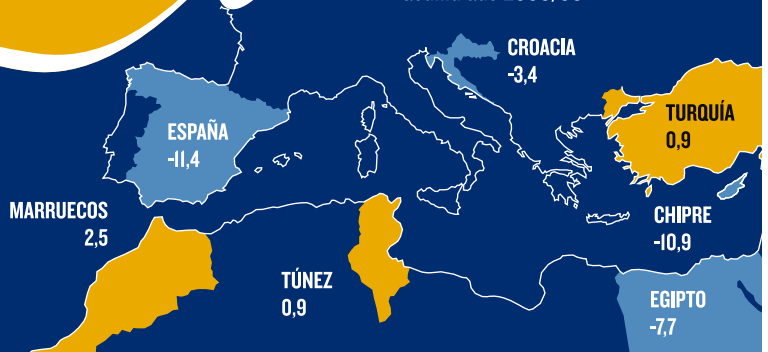 CROACIA
-3,4
TURQUÍA
0,9
ESPAÑA
-11,4
MARRUECOS
2,5
CHIPRE
-10,9
TÚNEZ
0,9
EGIPTO
-7,7